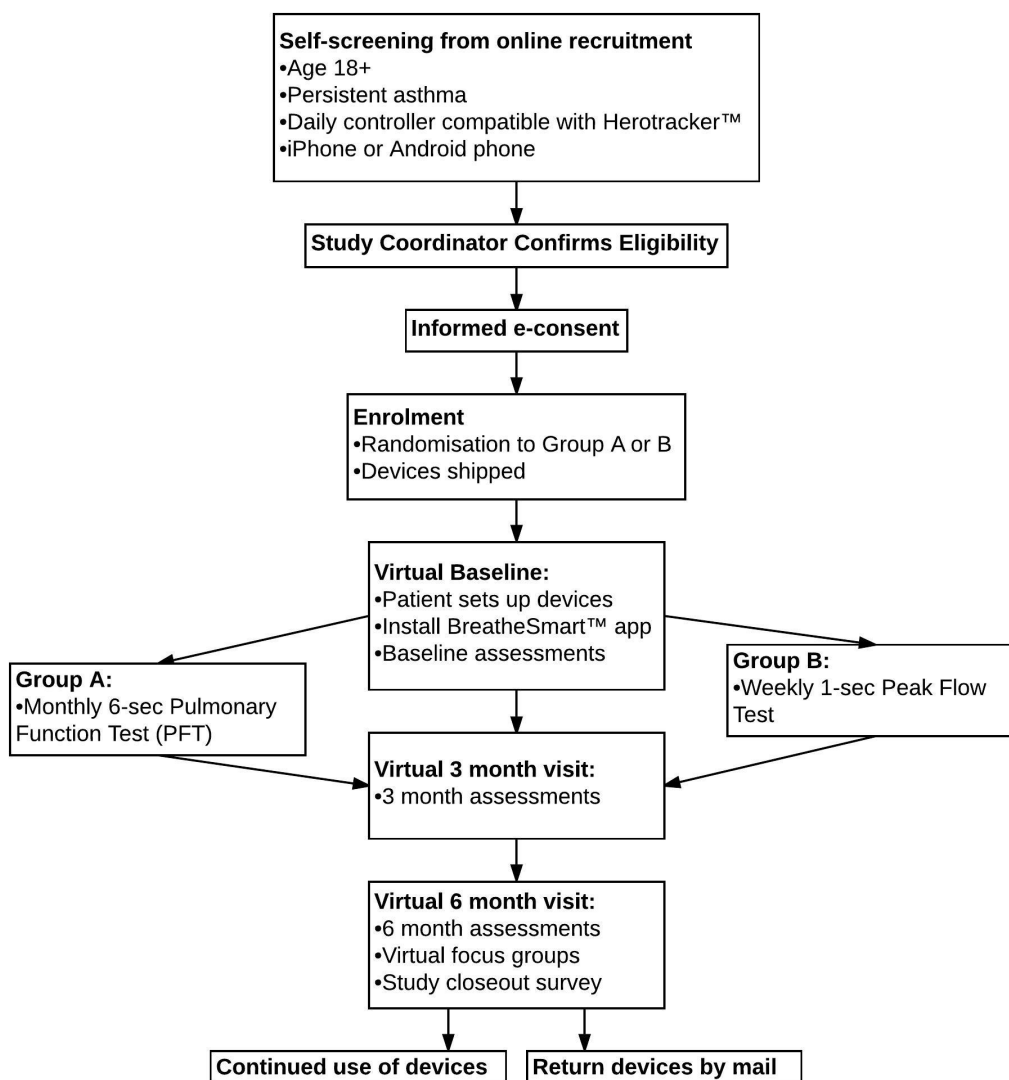 Self-screening from online recruitment
•Age 18+
•Persistent asthma
•Daily controller compatible with Herotracker™
•iPhone or Android phone
Study Coordinator Confirms Eligibility
Informed e-consent
Enrolment
•Randomisation to Group A or B
•Devices shipped
Virtual Baseline:
•Patient sets up devices
•Install BreatheSmart™ app
•Baseline assessments
Group A:
•Monthly 6-sec Pulmonary
Function Test (PFT)
Group B:
•Weekly 1-sec Peak Flow
Test
Virtual 3 month visit:
•3 month assessments
Virtual 6 month visit:
•6 month assessments
•Virtual focus groups
•Study closeout survey
Continued use of devices
Return devices by mail